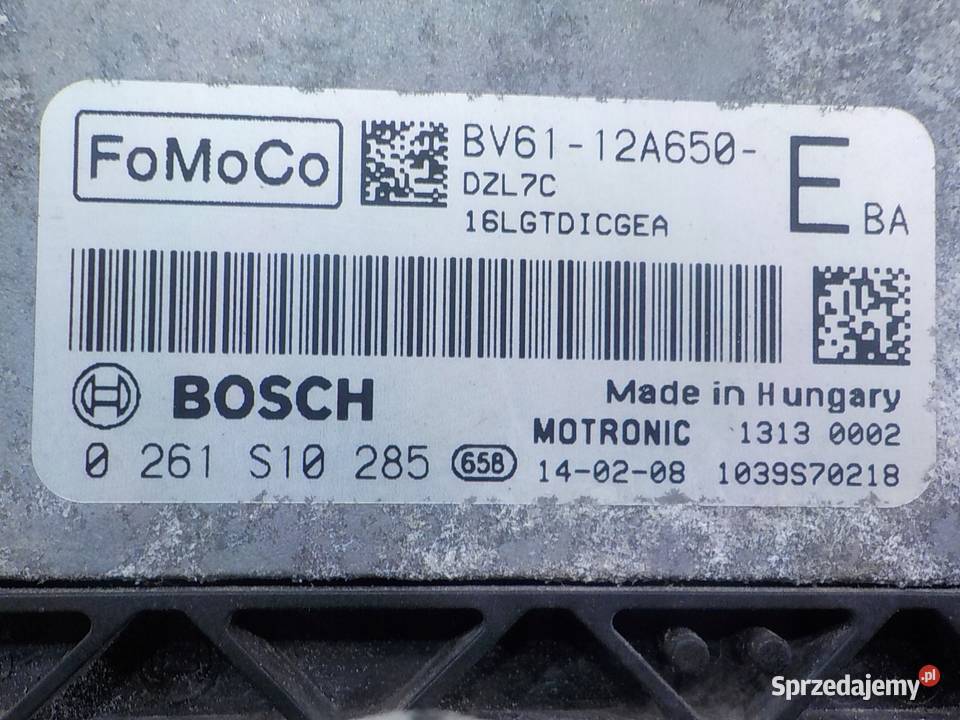 FoMoCo
BV61-12A650-
DZL7C
16LGTDICGEA
E BA
H
BOSCH
Made in Hungary
0 261 S10 285 658
MOTRONIC 1313 0002
14-02-08 1039S70218
Sprzedajemy.pl